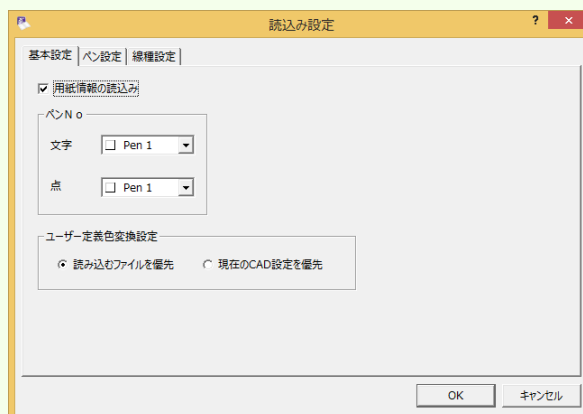 読込み設定
? ×
基本設定 ペン設定 線種設定
用紙情報の読込み
ペンNo
文字 Pen 1
点 Pen 1
ユーザー定義色変換設定
読み込むファイルを優先 現在のCAD設定を優先
OK キャンセル